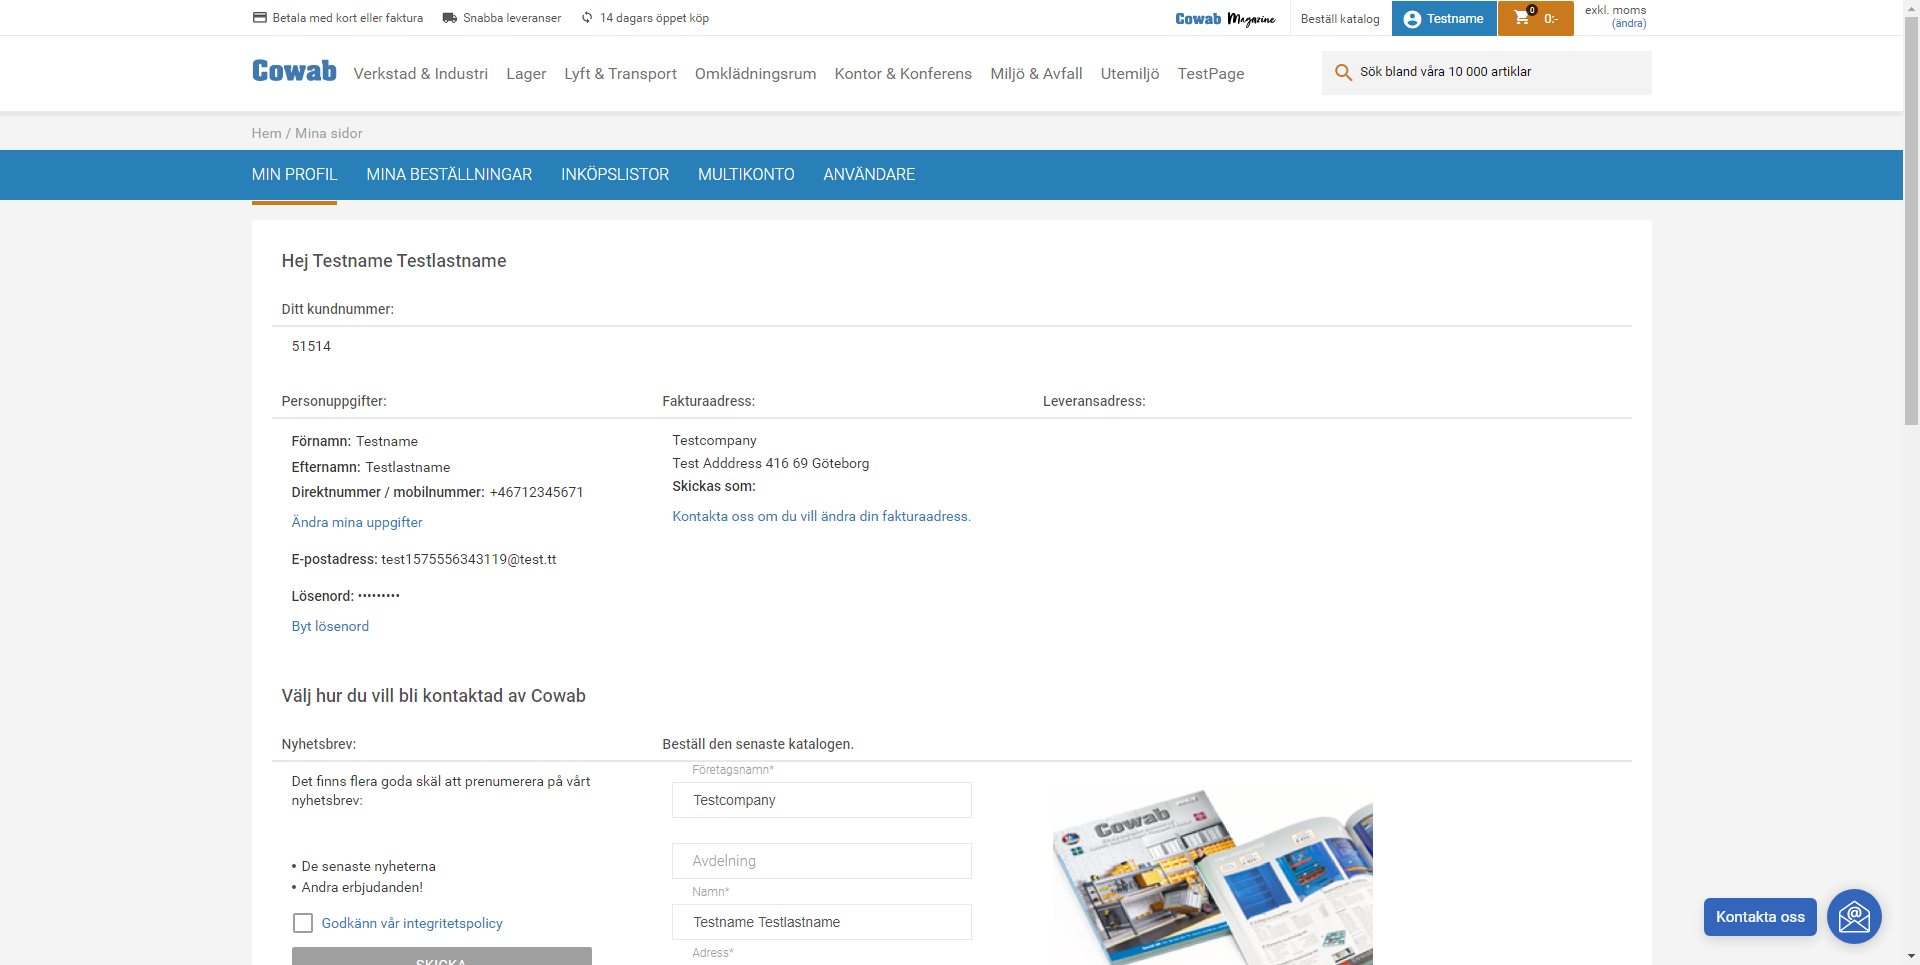 Betala med kort eller faktura
Snabba leveranser
14 dagars öppet köp
Cowab Magazine
Beställ katalog
Testname
0
0:-
exkl. moms
(ändra)
Cowab
Verkstad & Industri
Lager
Lyft & Transport
Omklädningsrum
Kontor & Konferens
Miljö & Avfall
Utemiljö
TestPage
Sök bland våra 10 000 artiklar
Hem / Mina sidor
MIN PROFIL
MINA BESTÄLLNINGAR
INKÖPSLISTOR
MULTIKONTO
ANVÄNDARE
Hej Testname Testlastname
Ditt kundnummer:
51514
Personuppgifter:
Förnamn: Testname
Efternamn: Testlastname
Direktnummer / mobilnummer: +46712345671
Ändra mina uppgifter
E-postadress: test1575556343119@test.tt
Lösenord: •••••••••
Byt lösenord
Fakturaadress:
Testcompany
Test Adddress 416 69 Göteborg
Skickas som:
Kontakta oss om du vill ändra din fakturaadress.
Leveransadress:
Välj hur du vill bli kontaktad av Cowab
Nyhetsbrev:
Det finns flera goda skäl att prenumerera på vårt
nyhetsbrev:
• De senaste nyheterna
• Andra erbjudanden!
Godkänn vår integritetspolicy
SKICKA
Beställ den senaste katalogen.
Företagsnamn*
Testcompany
Avdelning
Namn*
Testname Testlastname
Adress*
Cowab
Kontakta oss